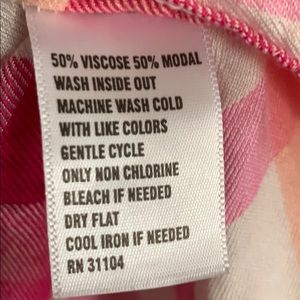 50% VISCOSE 50% MODAL
WASH INSIDE OUT
MACHINE WASH COLD
WITH LIKE COLORS
GENTLE CYCLE
ONLY NON CHLORINE
BLEACH IF NEEDED
DRY FLAT
COOL IRON IF NEEDED
RN 31104